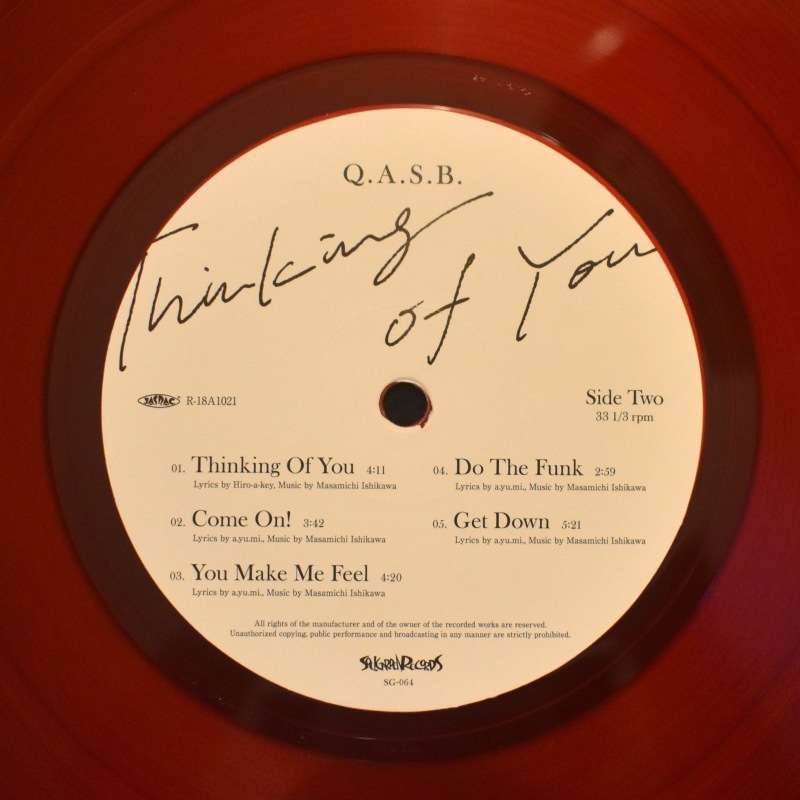 Q.A.S.B.
Thinking
of You
JASRAC R-18A1021
Side Two
33 1/3 rpm
01. Thinking Of You 4:11
Lyrics by Hiro-a-key, Music by Masamichi Ishikawa
02. Come On! 3:42
Lyrics by a.yu.mi., Music by Masamichi Ishikawa
03. You Make Me Feel 4:20
Lyrics by a.yu.mi., Music by Masamichi Ishikawa
04. Do The Funk 2:59
Lyrics by a.yu.mi., Music by Masamichi Ishikawa
05. Get Down 5:21
Lyrics by a.yu.mi., Music by Masamichi Ishikawa
All rights of the manufacturer and of the owner of the recorded works are reserved.
Unauthorized copying, public performance and broadcasting in any manner are strictly prohibited.
SG-064